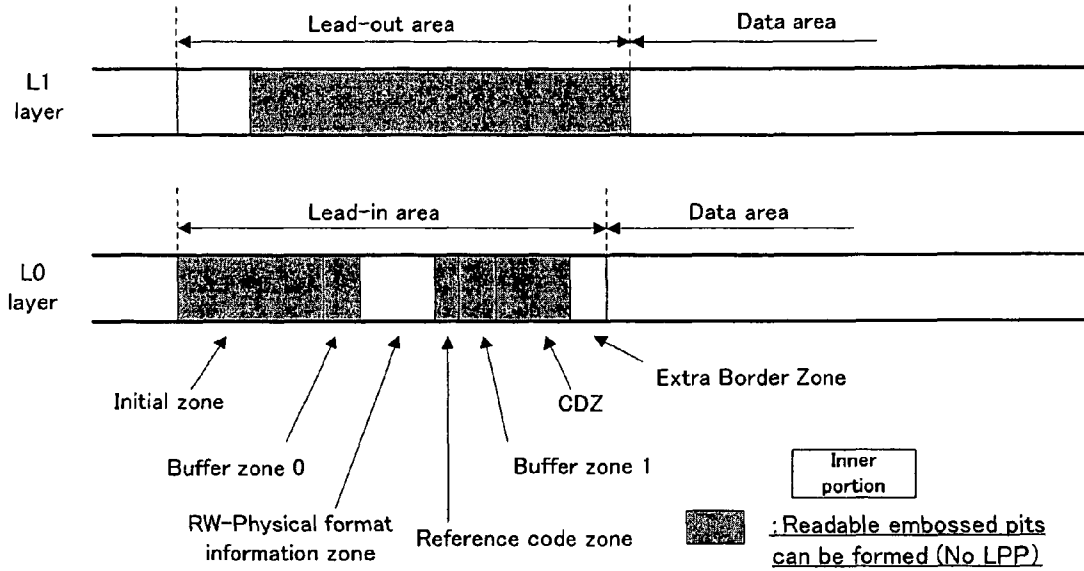 Lead-out area
Data area
L1
layer
Lead-in area
Data area
L0
layer
Initial zone
Extra Border Zone
CDZ
Buffer zone 0
Buffer zone 1
RW-Physical format
information zone
Reference code zone
Inner
portion
:Readable embossed pits
can be formed (No LPP)